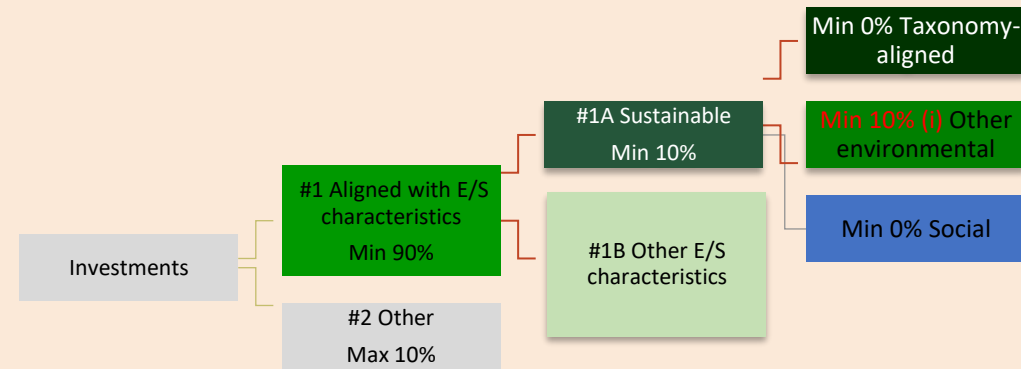 Min 0% Taxonomy-
aligned
#1A Sustainable
Min 10%
Min 10% (i) Other
environmental
#1 Aligned with E/S
characteristics
Min 90%
Min 0% Social
#1B Other E/S
characteristics
Investments
#2 Other
Max 10%